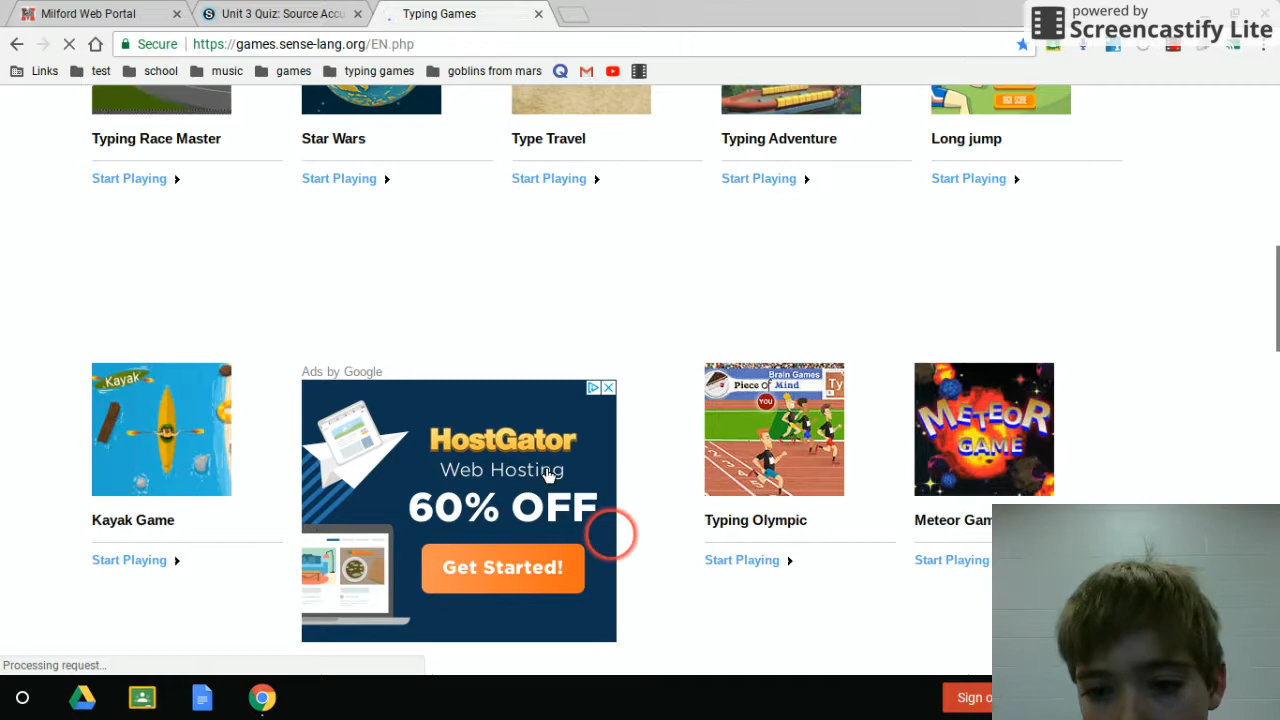 Milford Web Portal
Unit 3 Quiz: Source Accu
Typing Games
powered by
Screencastify Lite
Secure
https://games.sense-lang.org/EN.php
Links
test
school
music
games
typing games
goblins from mars
HIGH SCORE
Typing Race Master
Star Wars
Type Travel
Typing Adventure
Long jump
Start Playing
Start Playing
Start Playing
Start Playing
Start Playing
Kayak
Ads by Google
HostGator
Web Hosting
60% OFF
Get Started!
Brain Games
Piece Of Mind
Ty
YOU
METEOR
GAME
Kayak Game
Typing Olympic
Meteor Gam
Start Playing
Start Playing
Start Playing
Processing request...
Sign o